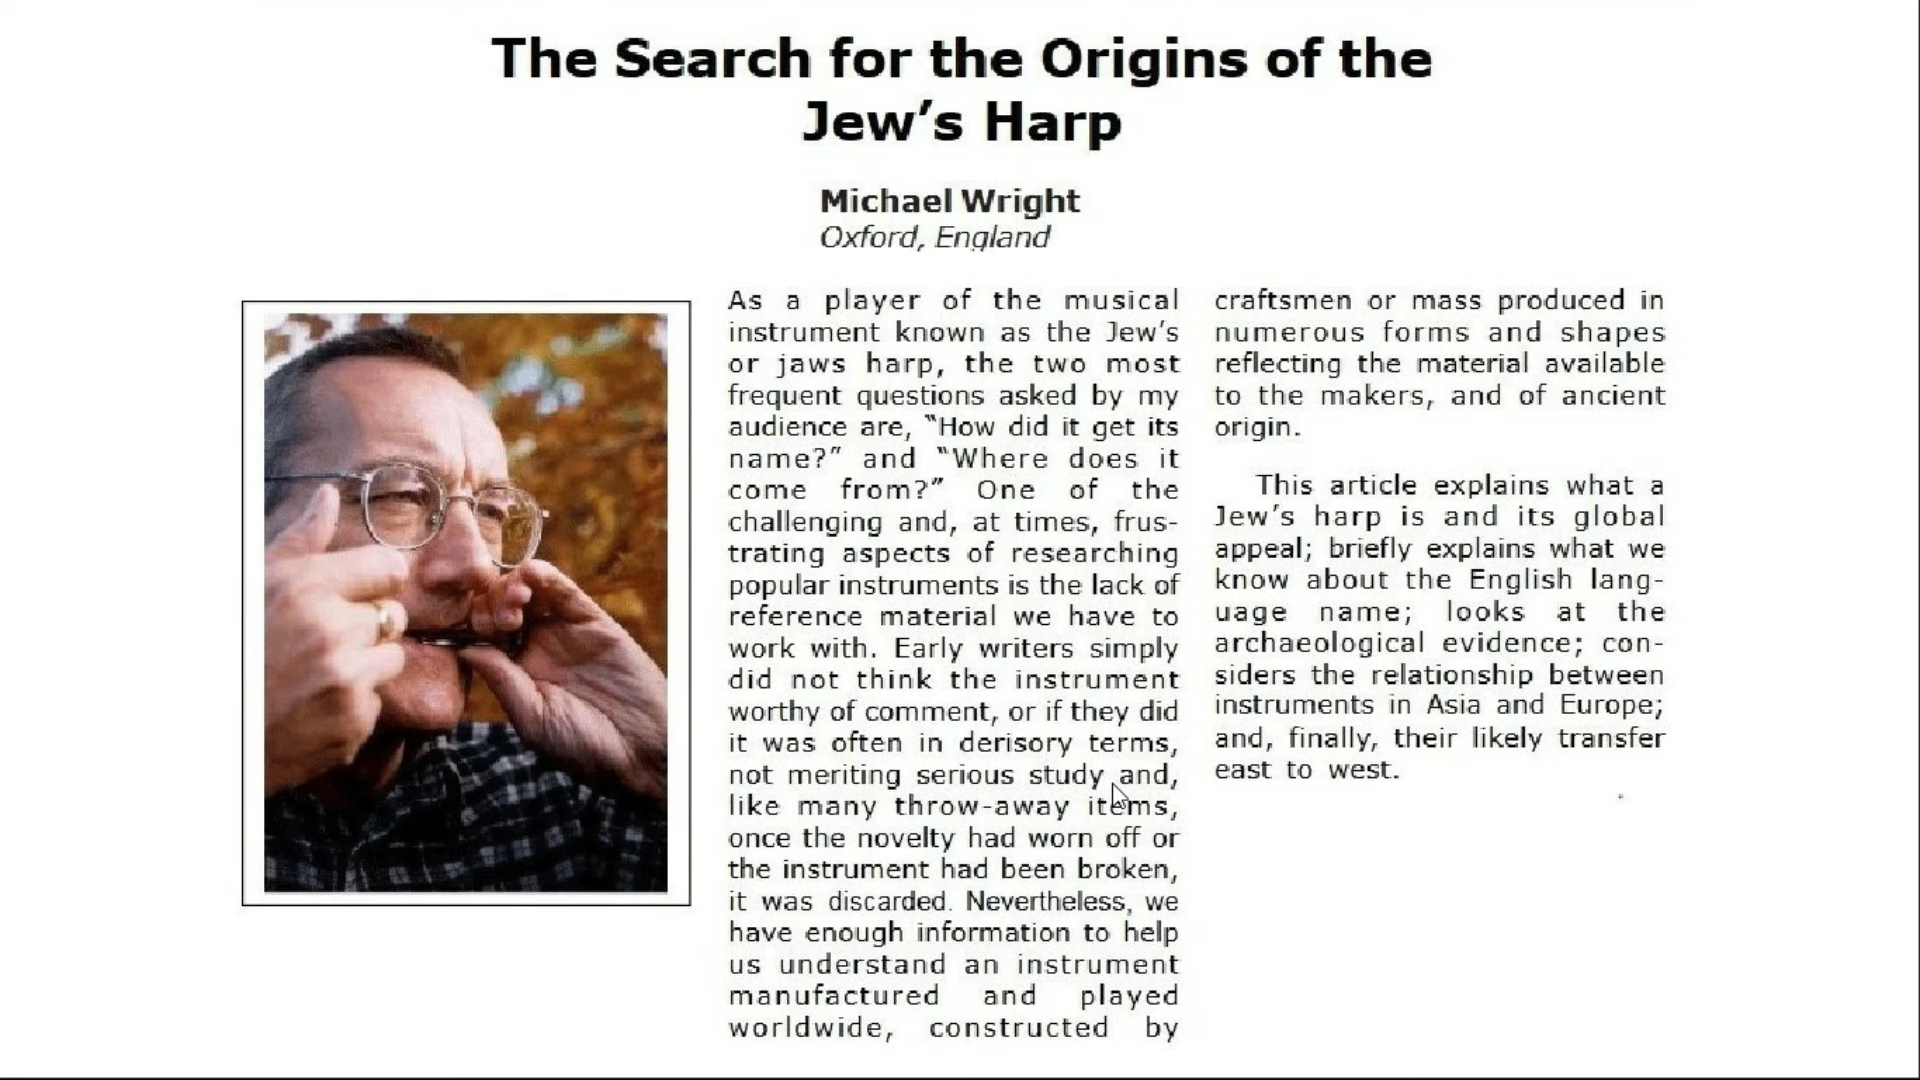 The Search for the Origins of the
Jew’s Harp
Michael Wright
Oxford, England
As a player of the musical
instrument known as the Jew’s
or jaws harp, the two most
frequent questions asked by my
audience are, “How did it get its
name?” and “Where does it
come from?” One of the
challenging and, at times, frus-
trating aspects of researching
popular instruments is the lack of
reference material we have to
work with. Early writers simply
did not think the instrument
worthy of comment, or if they did
it was often in derisory terms,
not meriting serious study and,
like many throw-away items,
once the novelty had worn off or
the instrument had been broken,
it was discarded. Nevertheless, we
have enough information to help
us understand an instrument
manufactured and played
worldwide, constructed by
craftsmen or mass produced in
numerous forms and shapes
reflecting the material available
to the makers, and of ancient
origin.
This article explains what a
Jew’s harp is and its global
appeal; briefly explains what we
know about the English lang-
uage name; looks at the
archaeological evidence; con-
siders the relationship between
instruments in Asia and Europe;
and, finally, their likely transfer
east to west.